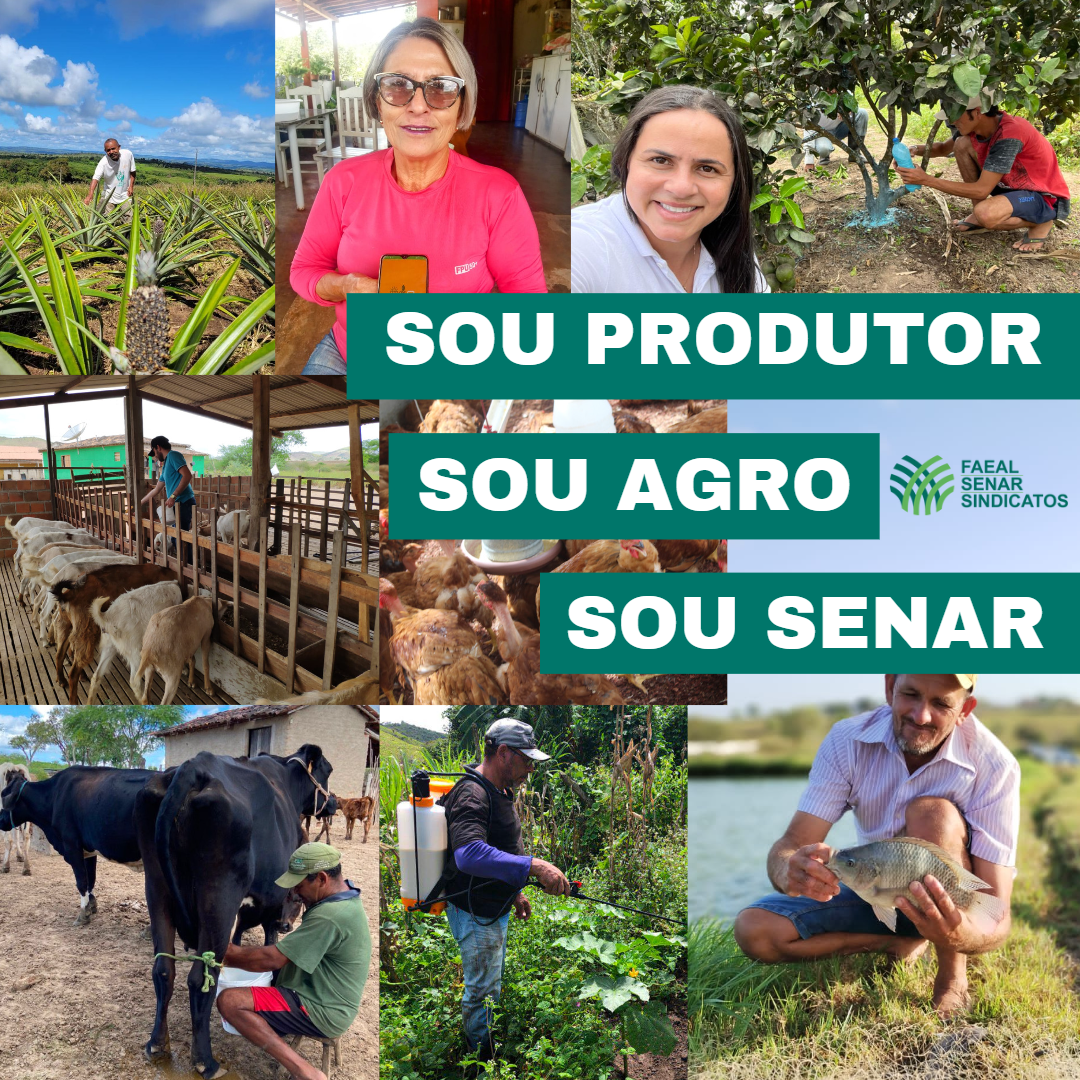 SOU PRODUTOR
SOU AGRO
FAEAL
SENAR
SINDICATOS
SOU SENAR